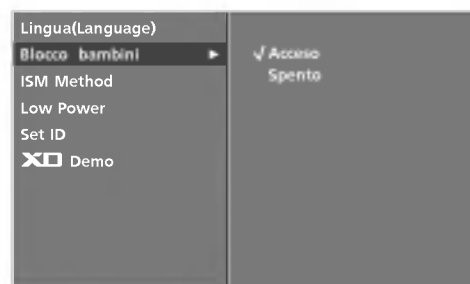 Lingua(Language)
Blocco bambini ►
ISM Method
Low Power
Set ID
XD Demo
√ Acceso
Spento